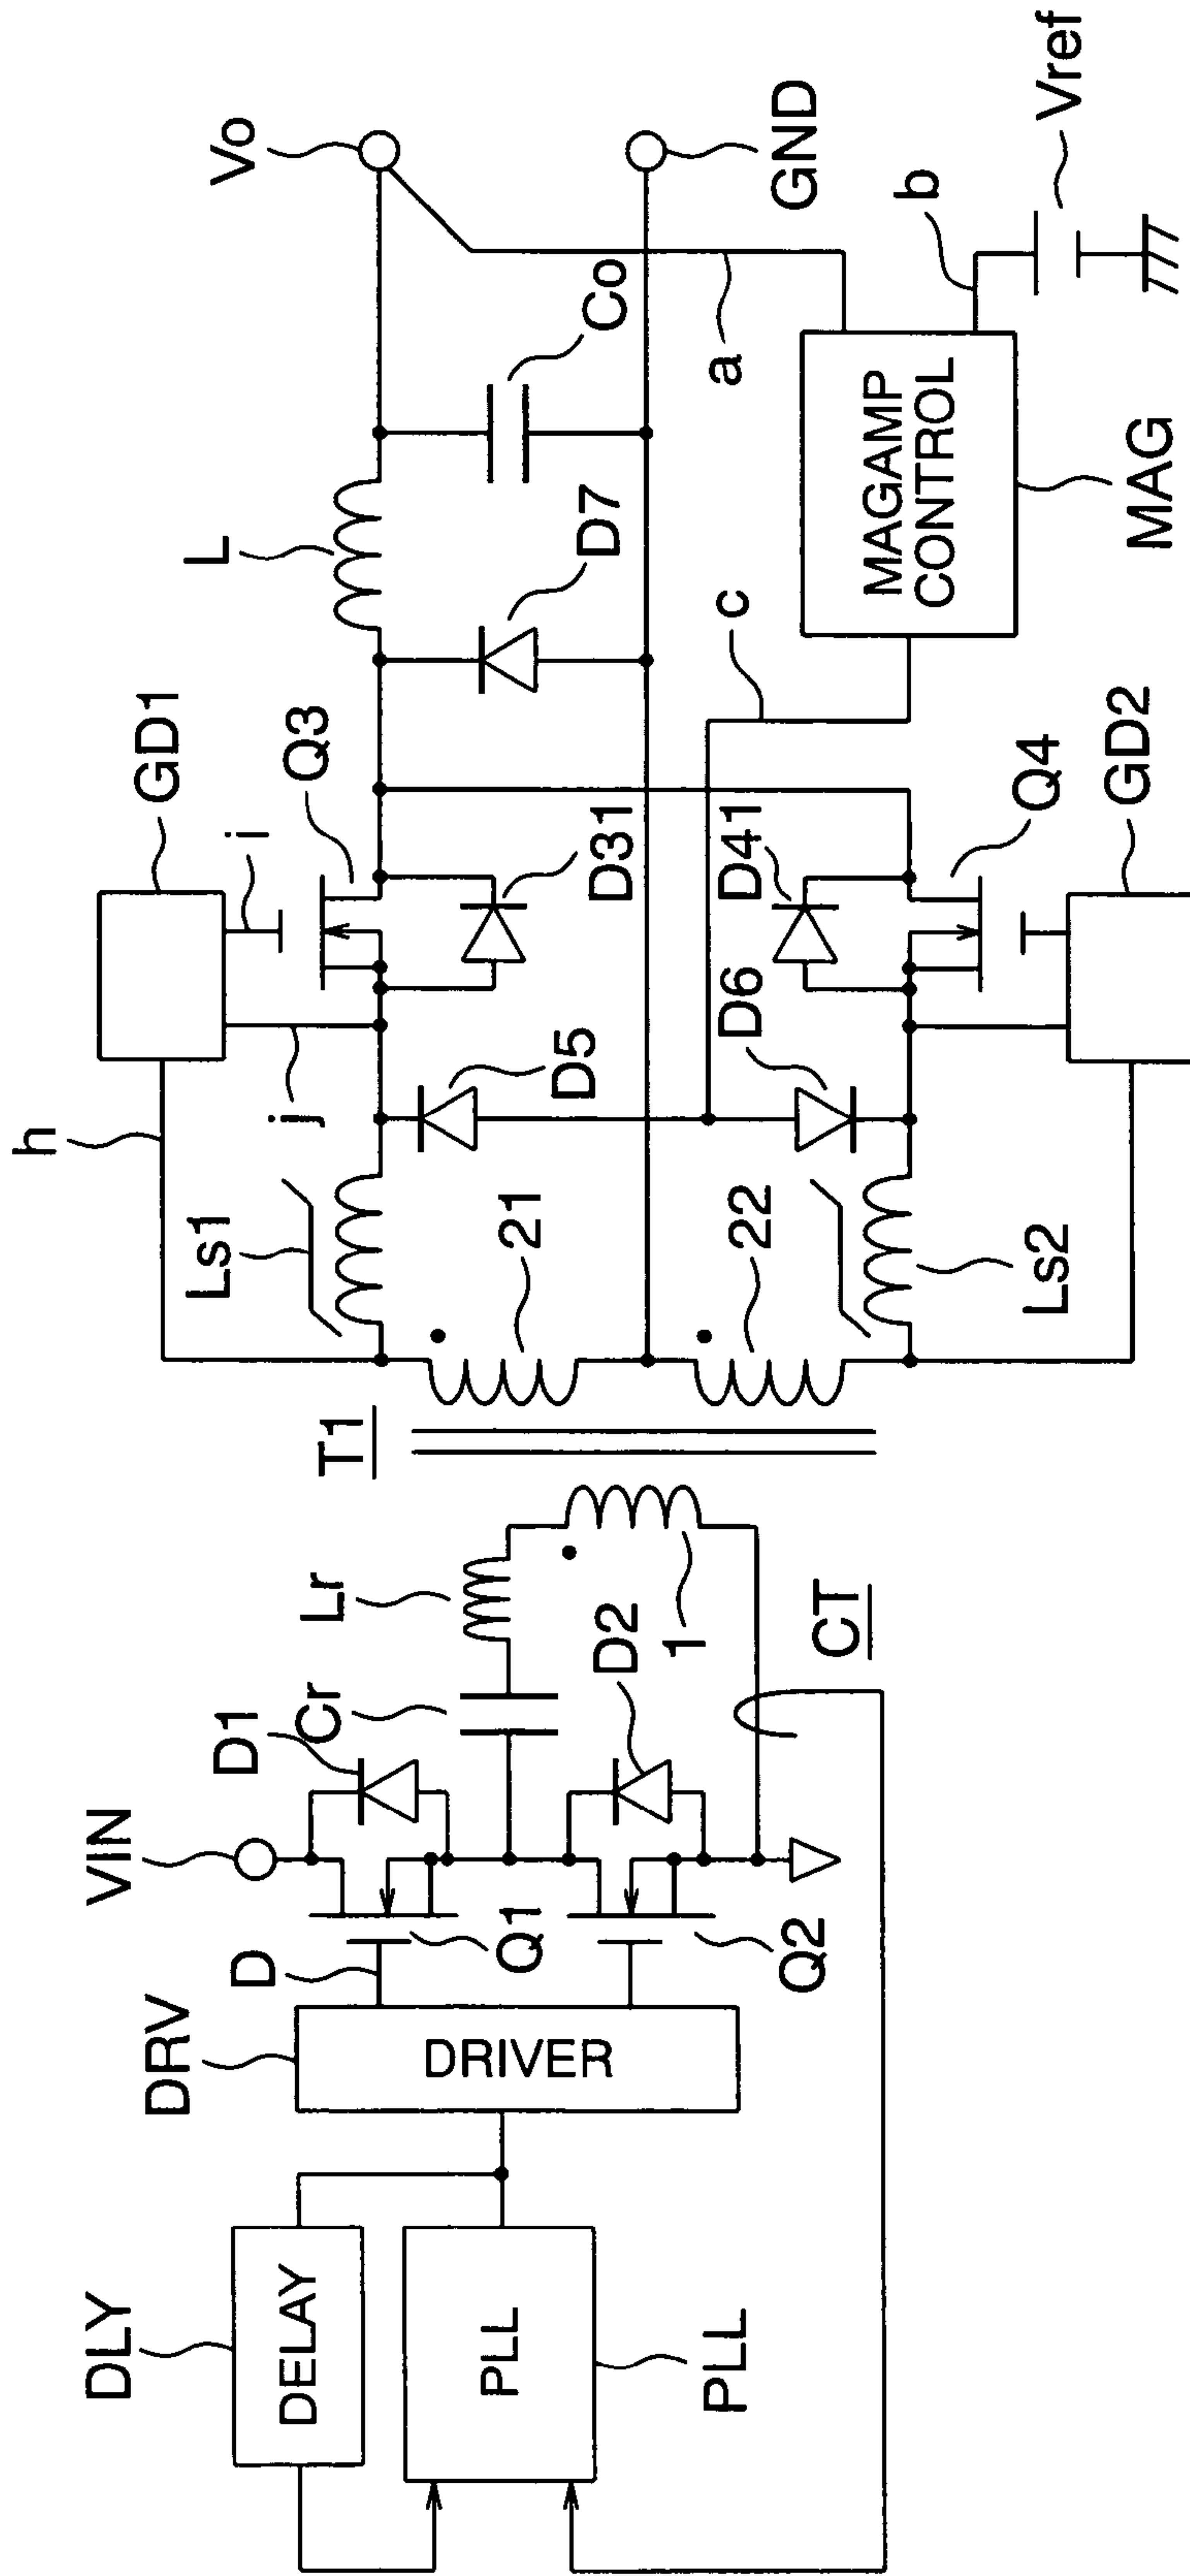 DLY
DELAY
PLL
PLL
DRV
DRIVER
D
VIN
Q1
Q2
D1
Cr
Lr
D2
1
CT
T1
h
Ls1
21
22
Ls2
j
i
GD1
Q3
D5
D31
D6
D41
c
Q4
GD2
L
D7
Co
Vo
GND
a
b
Vref
MAGAMP
CONTROL
MAG